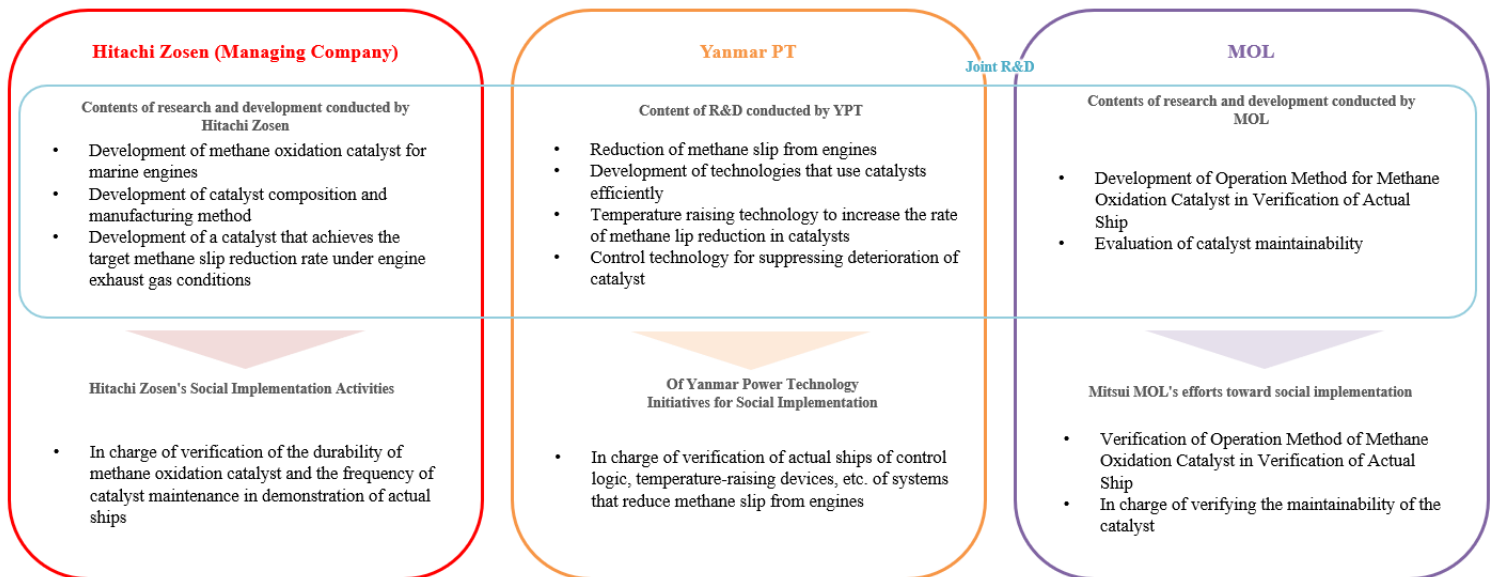 Hitachi Zosen (Managing Company)
Contents of research and development conducted by
Hitachi Zosen
• Development of methane oxidation catalyst for
marine engines
• Development of catalyst composition and
manufacturing method
• Development of a catalyst that achieves the
target methane slip reduction rate under engine
exhaust gas conditions
Hitachi Zosen's Social Implementation Activities
• In charge of verification of the durability of
methane oxidation catalyst and the frequency of
catalyst maintenance in demonstration of actual
ships
Yanmar PT
Content of R&D conducted by YPT
• Reduction of methane slip from engines
• Development of technologies that use catalysts
efficiently
• Temperature raising technology to increase the rate
of methane lip reduction in catalysts
• Control technology for suppressing deterioration of
catalyst
Of Yanmar Power Technology
Initiatives for Social Implementation
• In charge of verification of actual ships of control
logic, temperature-raising devices, etc. of systems
that reduce methane slip from engines
Joint R&D
MOL
Contents of research and development conducted by
MOL
• Development of Operation Method for Methane
Oxidation Catalyst in Verification of Actual
Ship
• Evaluation of catalyst maintainability
Mitsui MOL's efforts toward social implementation
• Verification of Operation Method of Methane
Oxidation Catalyst in Verification of Actual
Ship
• In charge of verifying the maintainability of the
catalyst